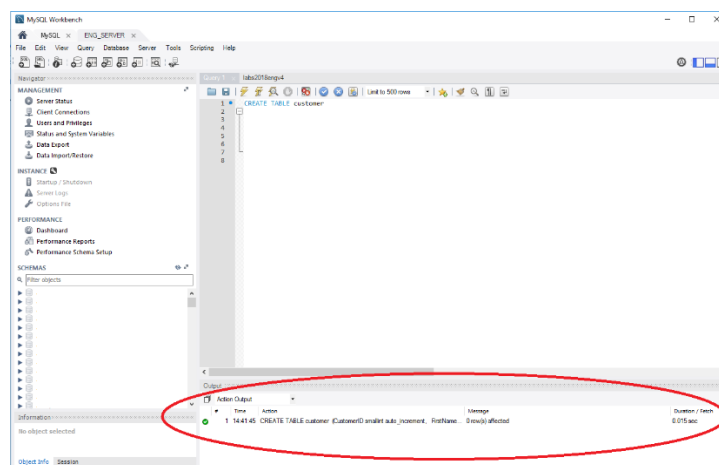 MySQL Workbench
MySQL × ENG_SERVER ×
File Edit View Query Database Server Tools Scripting Help
Navigator
Query 1 × labs2018engv4
MANAGEMENT
Server Status
Client Connections
Users and Privileges
Status and System Variables
Data Export
Data Import/Restore
INSTANCE
Startup / Shutdown
Server Logs
Options File
PERFORMANCE
Dashboard
Performance Reports
Performance Schema Setup
SCHEMAS
Filter objects
Information
No object selected
Object Info Session
Limit to 500 rows
1 CREATE TABLE customer
2
3
4
5
6
7
8
Output
Action Output
# Time Action Message Duration / Fetch
1 14:41:45 CREATE TABLE customer (CustomerID smallint auto_increment, FirstName... 0 row(s) affected 0.015 sec